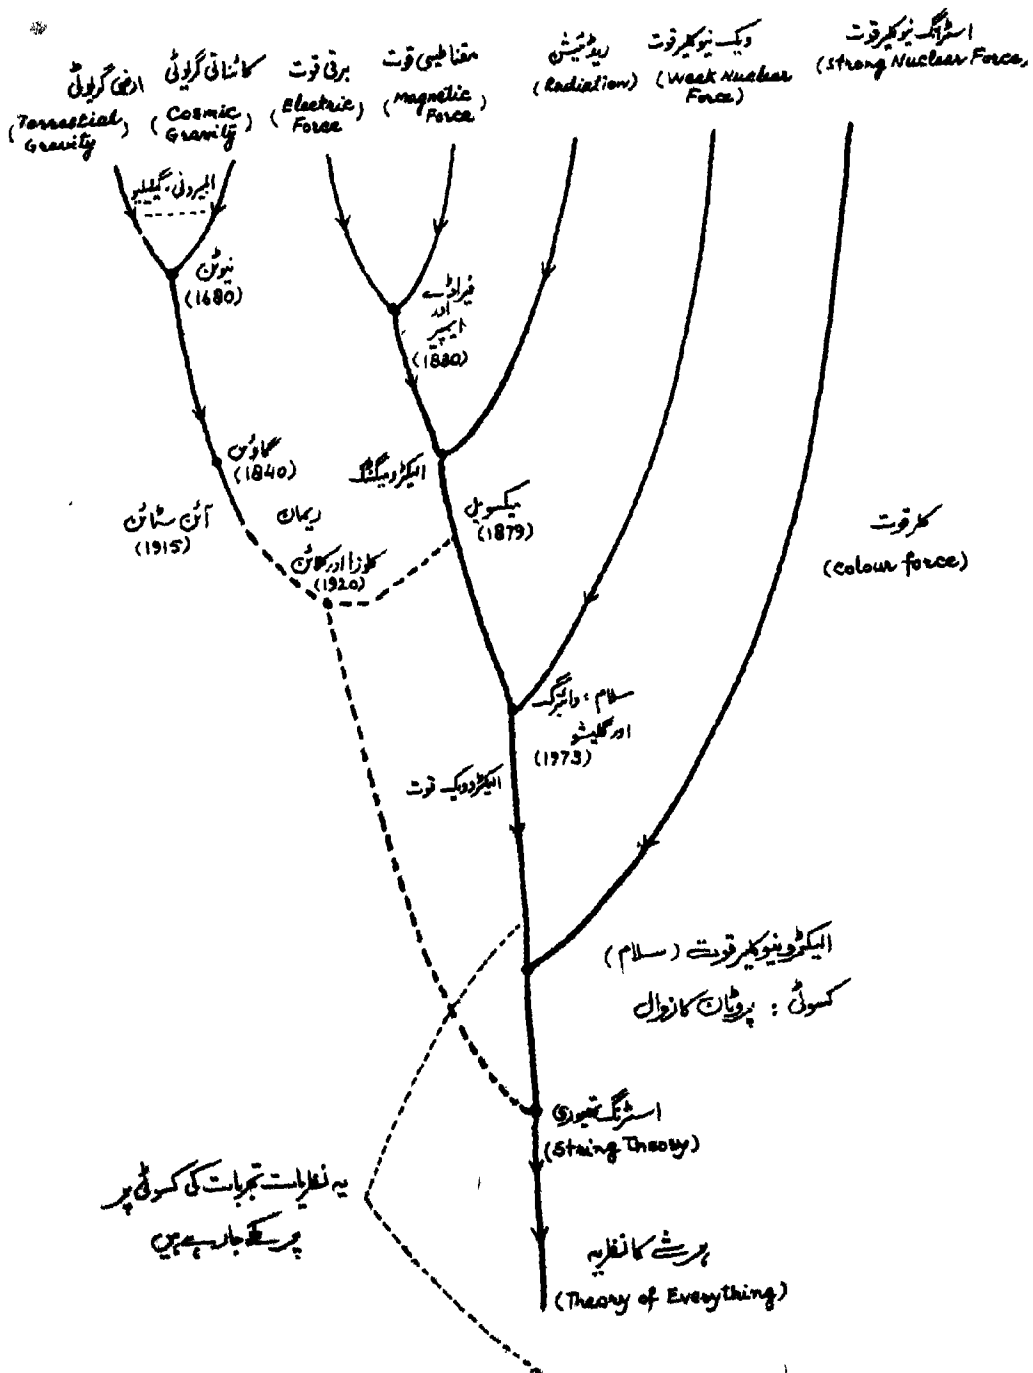 ارضی گریوٹی
(Terrestial Gravity)
کائناتی گریوٹی
(Cosmic Gravity)
برقی قوت
(Electric Force)
مقناطیسی قوت
(Magnetic Force)
ریڈیشن
(Radiation)
ویک نیوکلیر قوت
(Weak Nuclear Force)
اسٹرانگ نیوکلیر قوت
(Strong Nuclear Force)
البیرونی، گیلیلیو
نیوٹن
(1680)
فیراڈے
اور
ایمپیر
(1830)
گاؤس
(1840)
الیکٹرومیگنٹک
آئن سٹائن
(1915)
ریمان
میکسویل
(1879)
کلوزا اور کلائن
(1920)
کلر قوت
(Colour force)
سلام، وائنبرگ
اور گلیشو
(1973)
الیکٹروویک قوت
الیکٹرونیوکلیر قوت (سلام)
کسوٹی : پروٹان کا زوال
اسٹرنگ تھیوری
(String Theory)
یہ نظریات تجربات کی کسوٹی پر
پرکھے جا رہے ہیں
ہر شے کا نظریہ
(Theory of Everything)